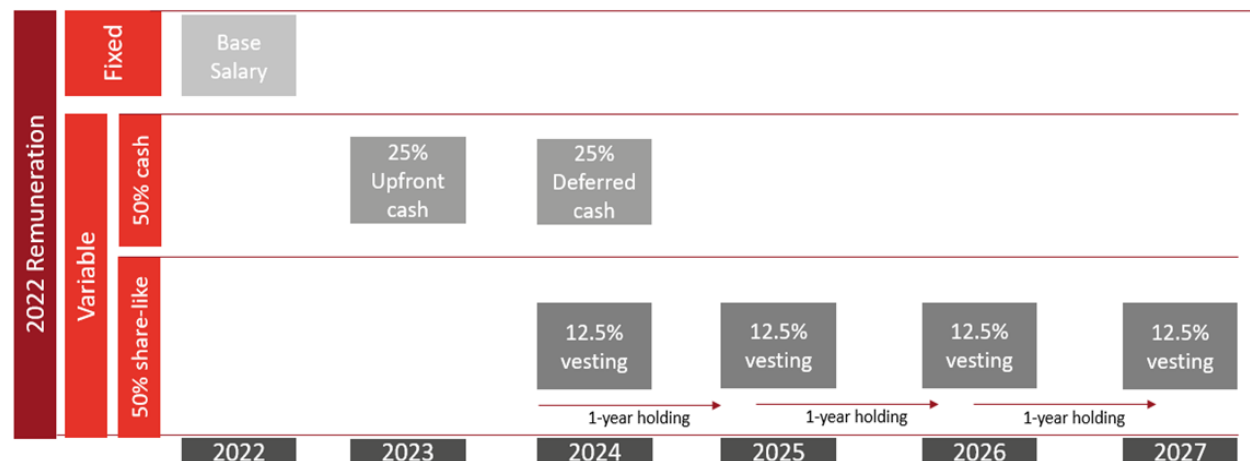 2022 Remuneration
Fixed
Base
Salary
Variable
50% cash
25%
Upfront
cash
25%
Deferred
cash
50% share-like
12.5%
vesting
12.5%
vesting
12.5%
vesting
12.5%
vesting
1-year holding
1-year holding
1-year holding
2022
2023
2024
2025
2026
2027